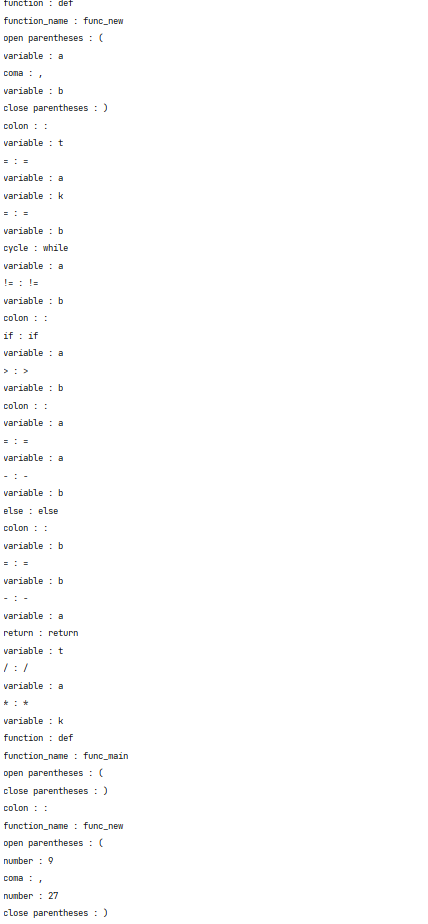 function : def
function_name : func_new
open parentheses : (
variable : a
coma : ,
variable : b
close parentheses : )
colon : :
variable : t
= : =
variable : a
variable : k
= : =
variable : b
cycle : while
variable : a
!= : !=
variable : b
colon : :
if : if
variable : a
> : >
variable : b
colon : :
variable : a
= : =
variable : a
- : -
variable : b
else : else
colon : :
variable : b
= : =
variable : b
- : -
variable : a
return : return
variable : t
/ : /
variable : a
* : *
variable : k
function : def
function_name : func_main
open parentheses : (
close parentheses : )
colon : :
function_name : func_new
open parentheses : (
number : 9
coma : ,
number : 27
close parentheses : )